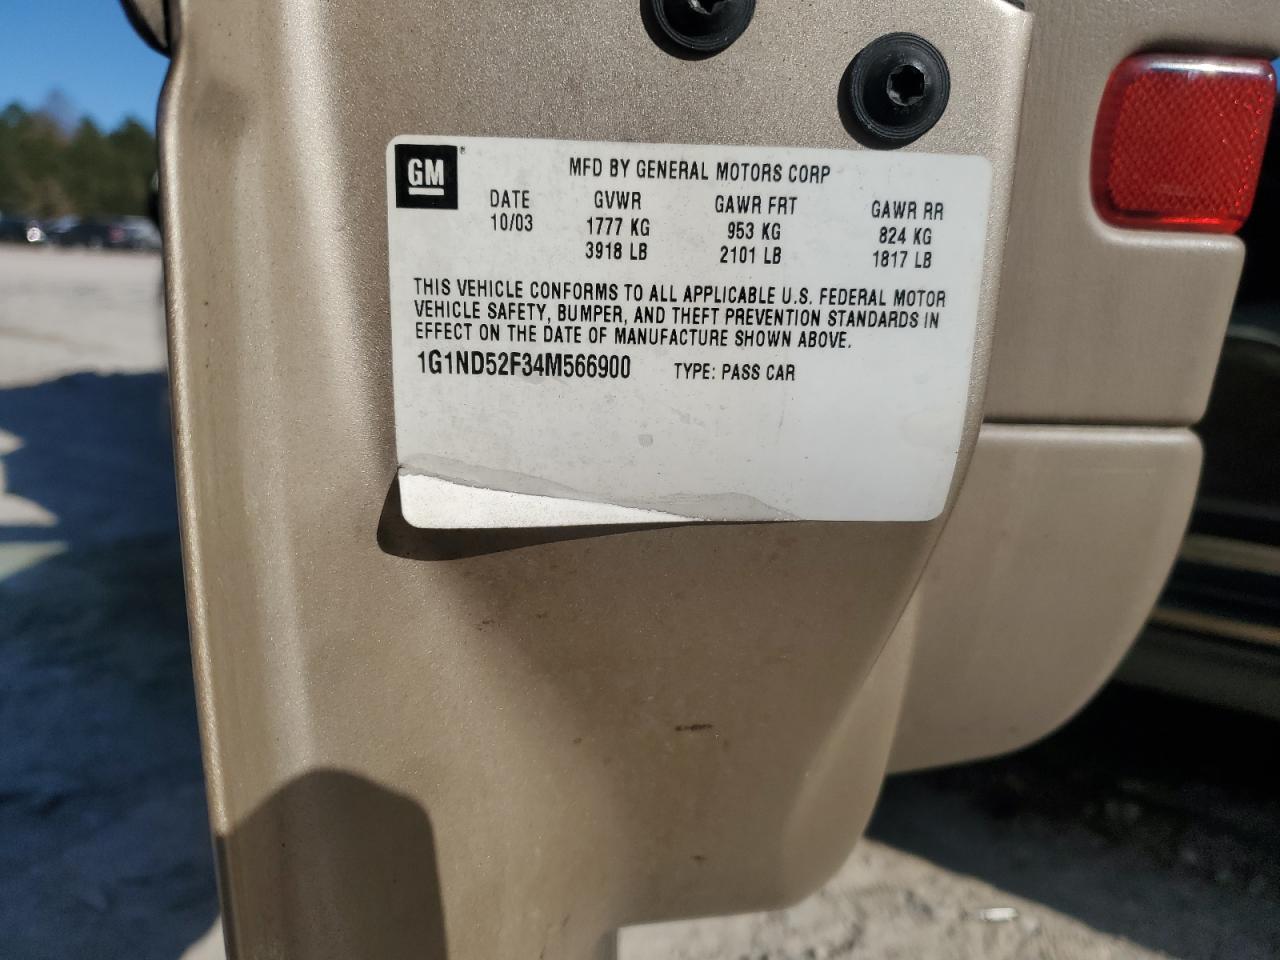 GM®
MFD BY GENERAL MOTORS CORP
DATE GVWR GAWR FRT GAWR RR
10/03 1777 KG 953 KG 824 KG
3918 LB 2101 LB 1817 LB
THIS VEHICLE CONFORMS TO ALL APPLICABLE U.S. FEDERAL MOTOR
VEHICLE SAFETY, BUMPER, AND THEFT PREVENTION STANDARDS IN
EFFECT ON THE DATE OF MANUFACTURE SHOWN ABOVE.
1G1ND52F34M566900 TYPE: PASS CAR